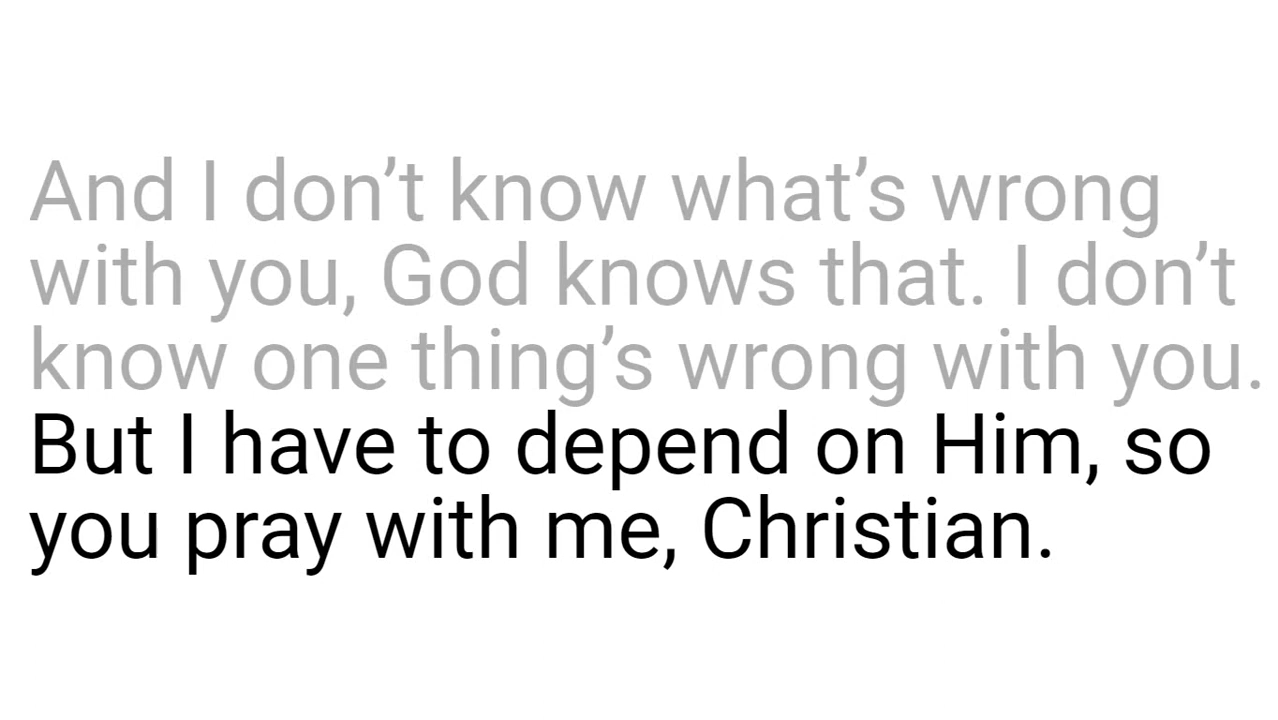 And I don’t know what’s wrong
with you, God knows that. I don’t
know one thing’s wrong with you.
But I have to depend on Him, so
you pray with me, Christian.